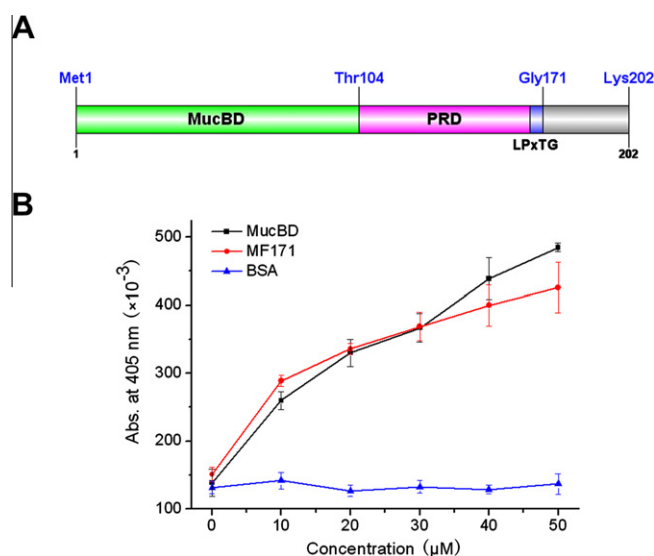 A
Met1 Thr104 Gly171 Lys202
MucBD PRD
1 LPxTG 202
B
MucBD
MF171
BSA
Abs. at 405 nm (×10⁻³)
500
400
300
200
100
0 10 20 30 40 50
Concentration (µM)